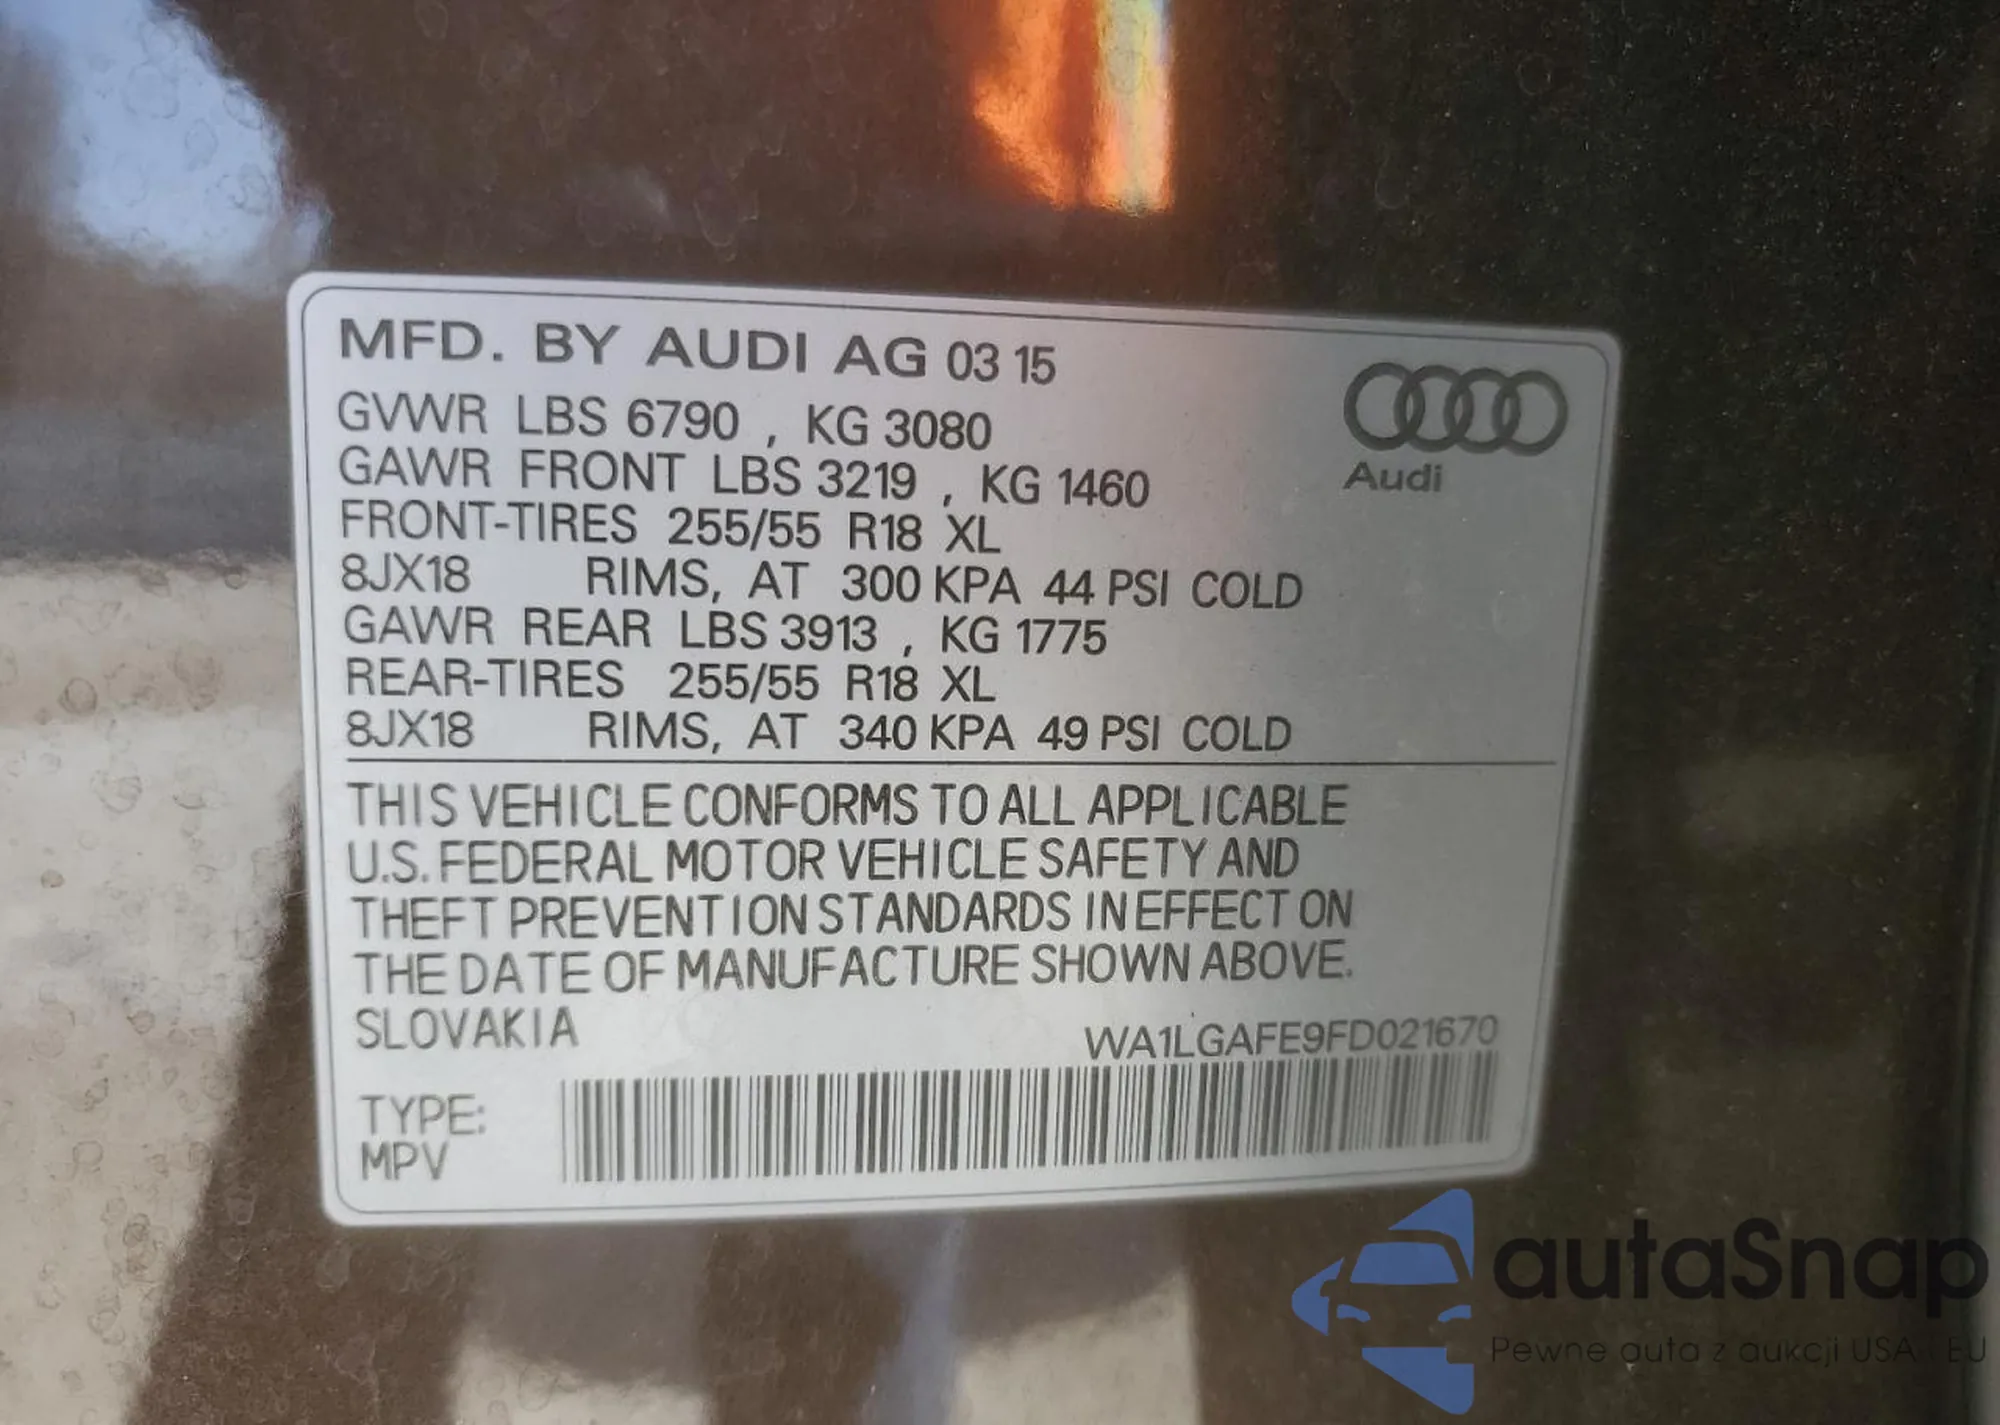 MFD. BY AUDI AG 03 15
GVWR LBS 6790 , KG 3080
GAWR FRONT LBS 3219 , KG 1460
FRONT-TIRES 255/55 R18 XL
8JX18 RIMS, AT 300 KPA 44 PSI COLD
GAWR REAR LBS 3913 , KG 1775
REAR-TIRES 255/55 R18 XL
8JX18 RIMS, AT 340 KPA 49 PSI COLD
Audi
THIS VEHICLE CONFORMS TO ALL APPLICABLE
U.S. FEDERAL MOTOR VEHICLE SAFETY AND
THEFT PREVENTION STANDARDS IN EFFECT ON
THE DATE OF MANUFACTURE SHOWN ABOVE.
SLOVAKIA
WA1LGAFE9FD021670
TYPE:
MPV
autaSnap
Pewne auta z aukcji USA i EU